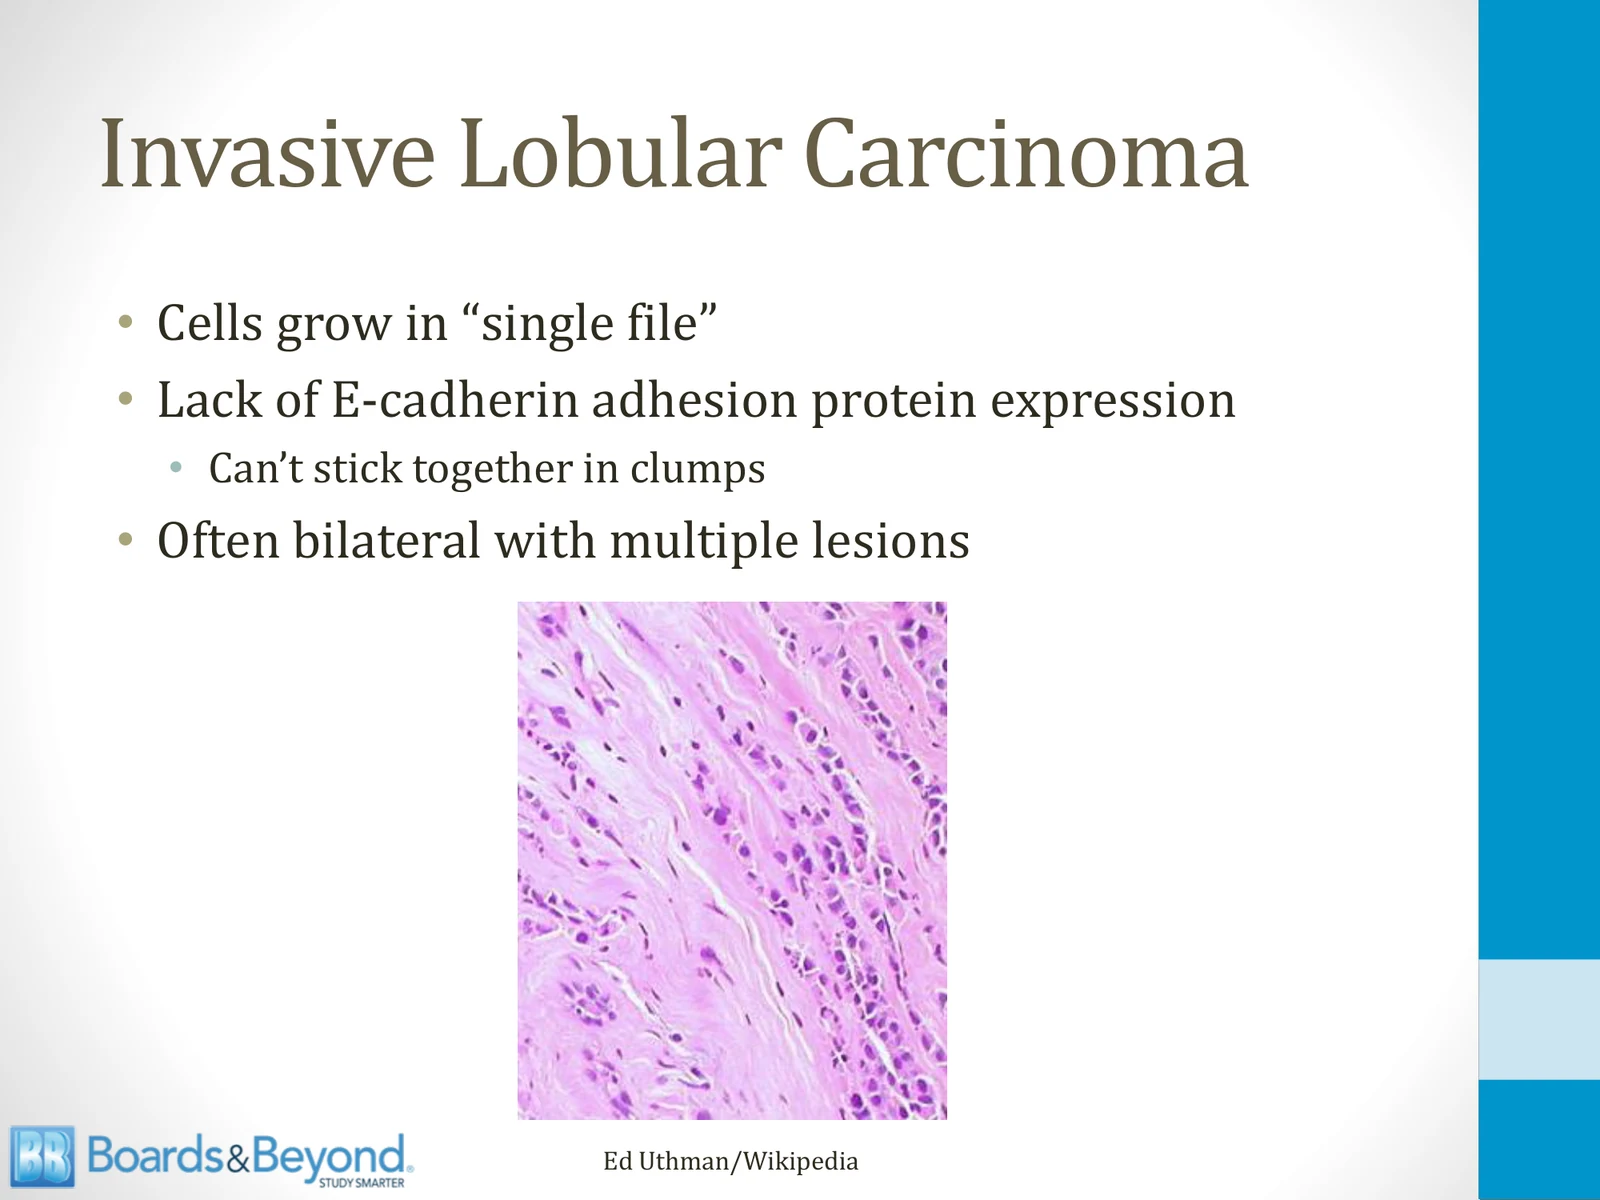 Invasive Lobular Carcinoma
• Cells grow in “single file”
• Lack of E-cadherin adhesion protein expression
• Can’t stick together in clumps
• Often bilateral with multiple lesions
BB Boards&Beyond®
STUDY SMARTER
Ed Uthman/Wikipedia